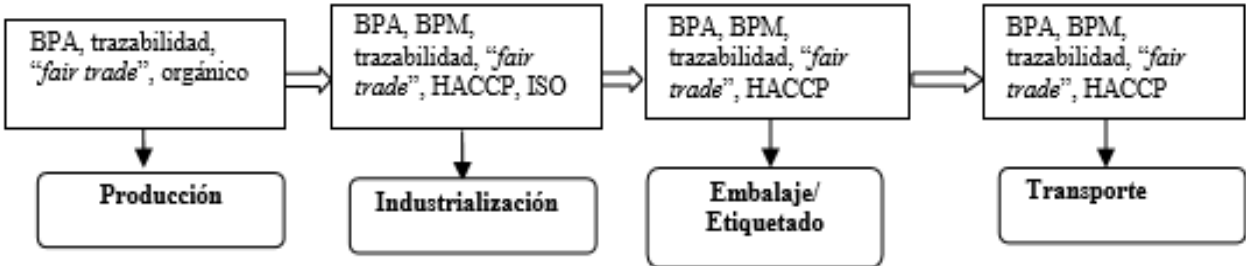 BPA, trazabilidad,
“fair trade”, orgánico
BPA, BPM,
trazabilidad, “fair
trade”, HACCP, ISO
BPA, BPM,
trazabilidad, “fair
trade”, HACCP
BPA, BPM,
trazabilidad, “fair
trade”, HACCP
Producción
Industrialización
Embalaje/
Etiquetado
Transporte